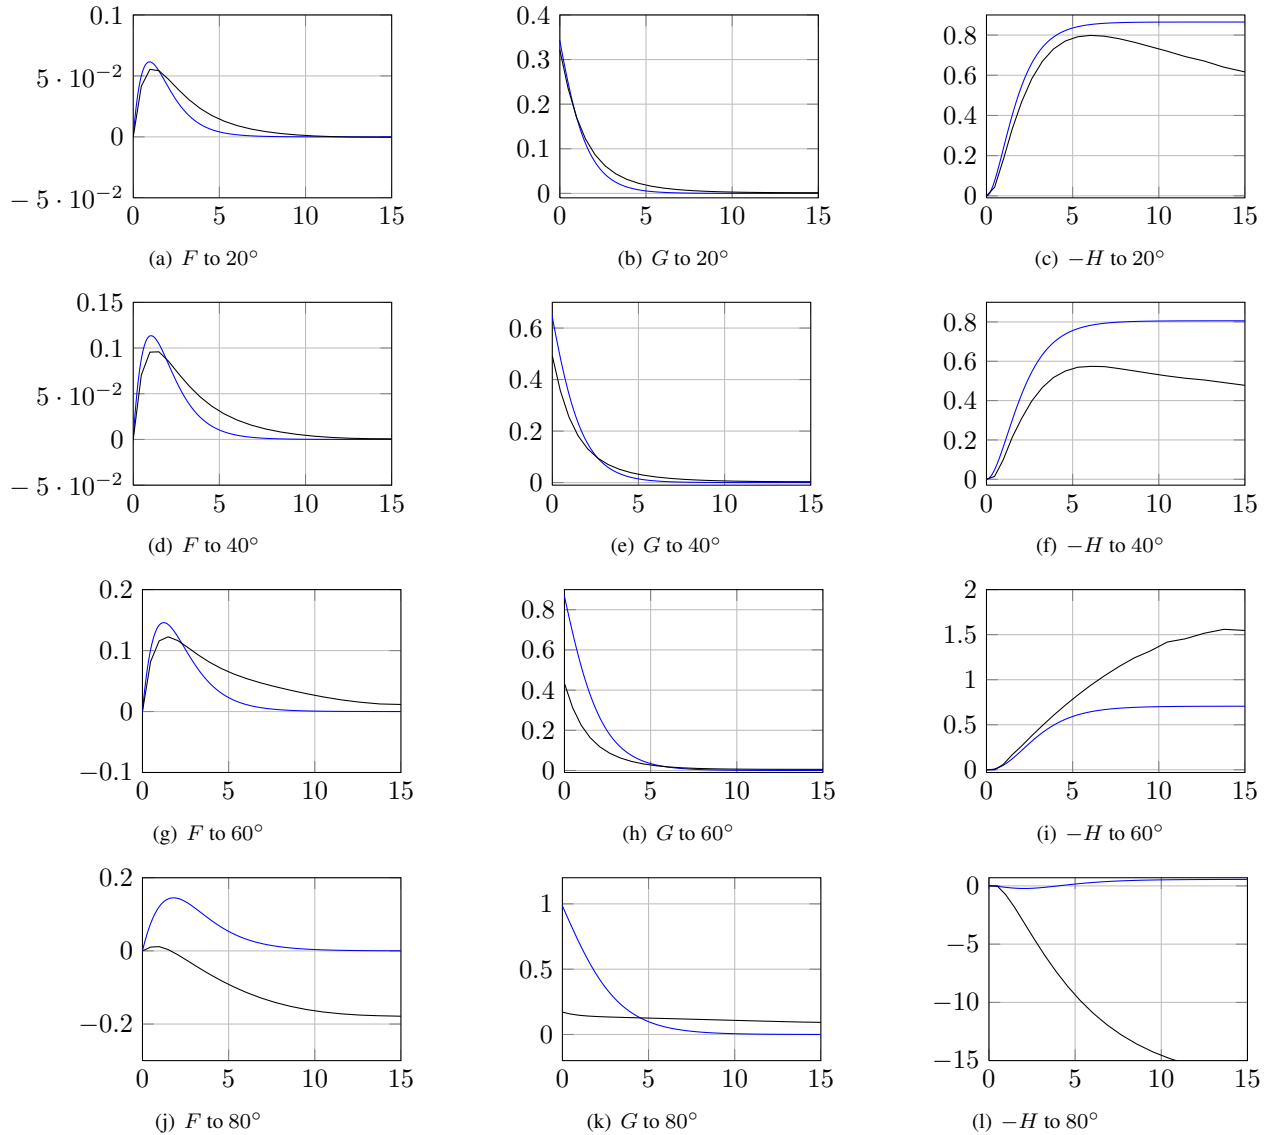 0.1
5 · 10−2
0
− 5 · 10−2
0 5 10 15
(a) F to 20°
0.4
0.3
0.2
0.1
0
0 5 10 15
(b) G to 20°
0.8
0.6
0.4
0.2
0
0 5 10 15
(c) −H to 20°
0.15
0.1
5 · 10−2
0
− 5 · 10−2
0 5 10 15
(d) F to 40°
0.6
0.4
0.2
0
0 5 10 15
(e) G to 40°
0.8
0.6
0.4
0.2
0
0 5 10 15
(f) −H to 40°
0.2
0.1
0
−0.1
0 5 10 15
(g) F to 60°
0.8
0.6
0.4
0.2
0
0 5 10 15
(h) G to 60°
2
1.5
1
0.5
0
0 5 10 15
(i) −H to 60°
0.2
0
−0.2
0 5 10 15
(j) F to 80°
1
0.5
0
0 5 10 15
(k) G to 80°
0
−5
−10
−15
0 5 10 15
(l) −H to 80°